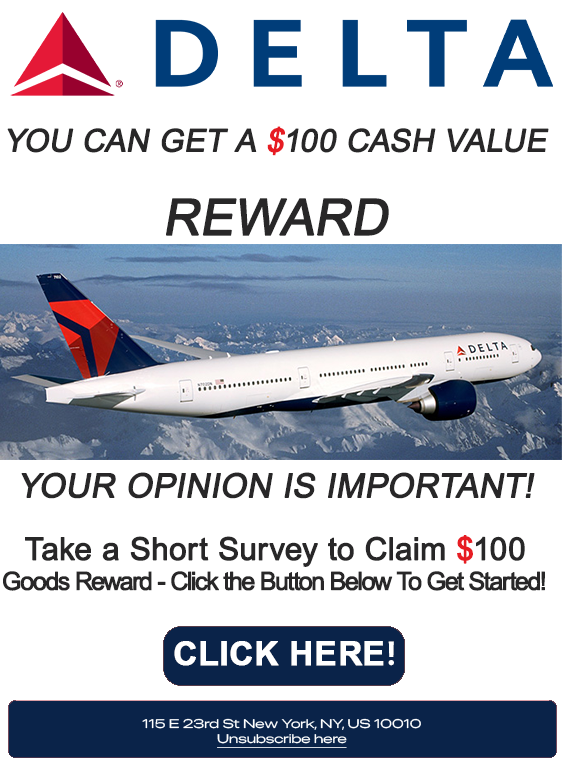 DELTA
YOU CAN GET A $100 CASH VALUE
REWARD
DELTA
YOUR OPINION IS IMPORTANT!
Take a Short Survey to Claim $100
Goods Reward - Click the Button Below To Get Started!
CLICK HERE!
115 E 23rd St New York, NY, US 10010
Unsubscribe here